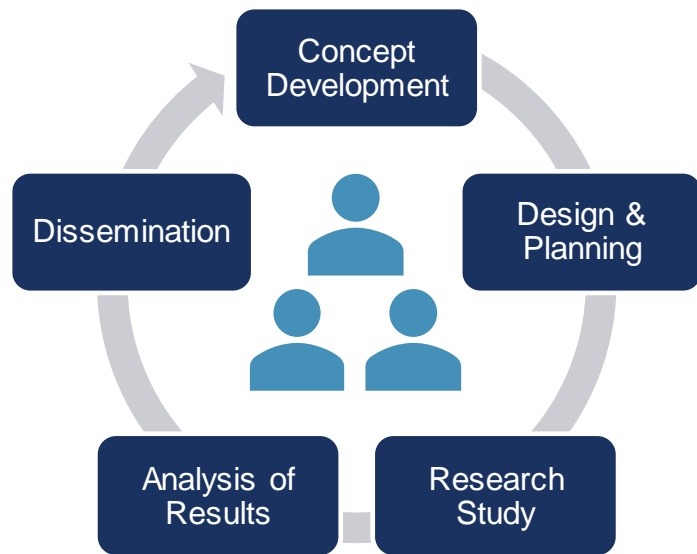 Concept
Development
Design &
Planning
Research
Study
Analysis of
Results
Dissemination